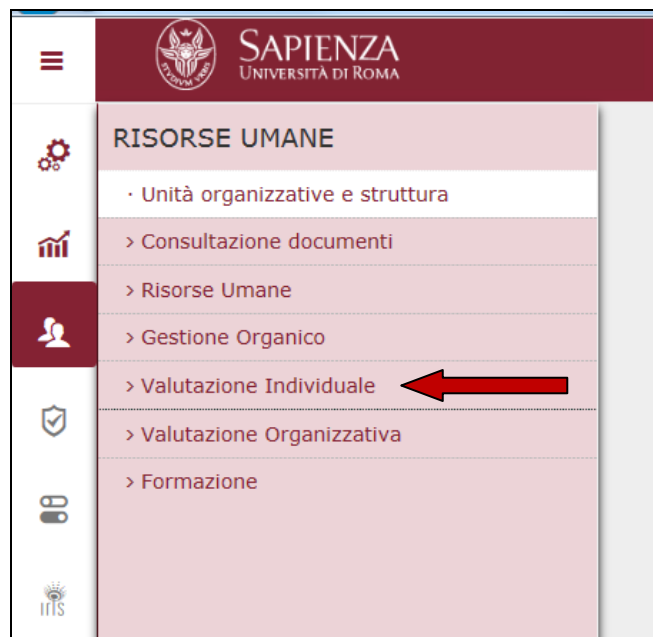 SAPIENZA
UNIVERSITÀ DI ROMA
RISORSE UMANE
· Unità organizzative e struttura
> Consultazione documenti
> Risorse Umane
> Gestione Organico
> Valutazione Individuale
> Valutazione Organizzativa
> Formazione
IrIS